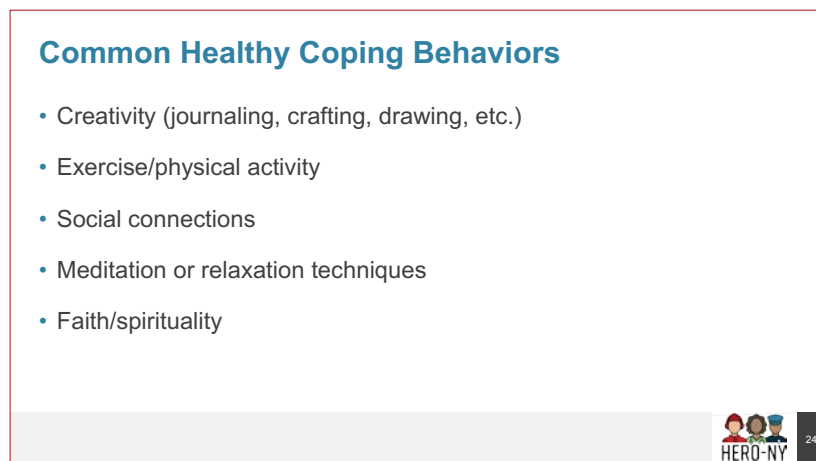 Common Healthy Coping Behaviors
• Creativity (journaling, crafting, drawing, etc.)
• Exercise/physical activity
• Social connections
• Meditation or relaxation techniques
• Faith/spirituality
HERO-NY
24